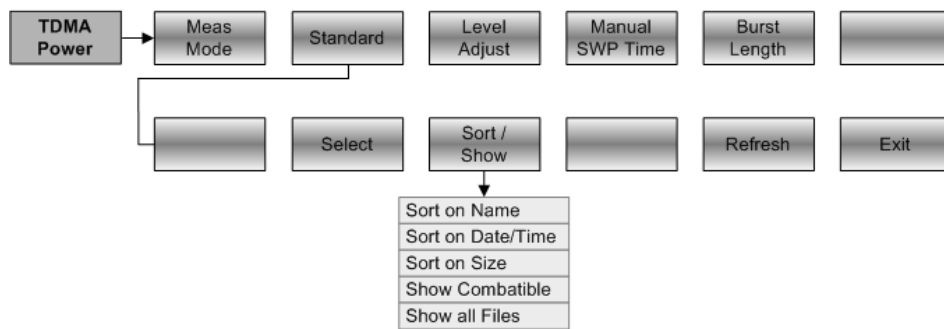 TDMA
Power
Meas
Mode
Standard
Level
Adjust
Manual
SWP Time
Burst
Length
Select
Sort /
Show
Refresh
Exit
Sort on Name
Sort on Date/Time
Sort on Size
Show Combatible
Show all Files